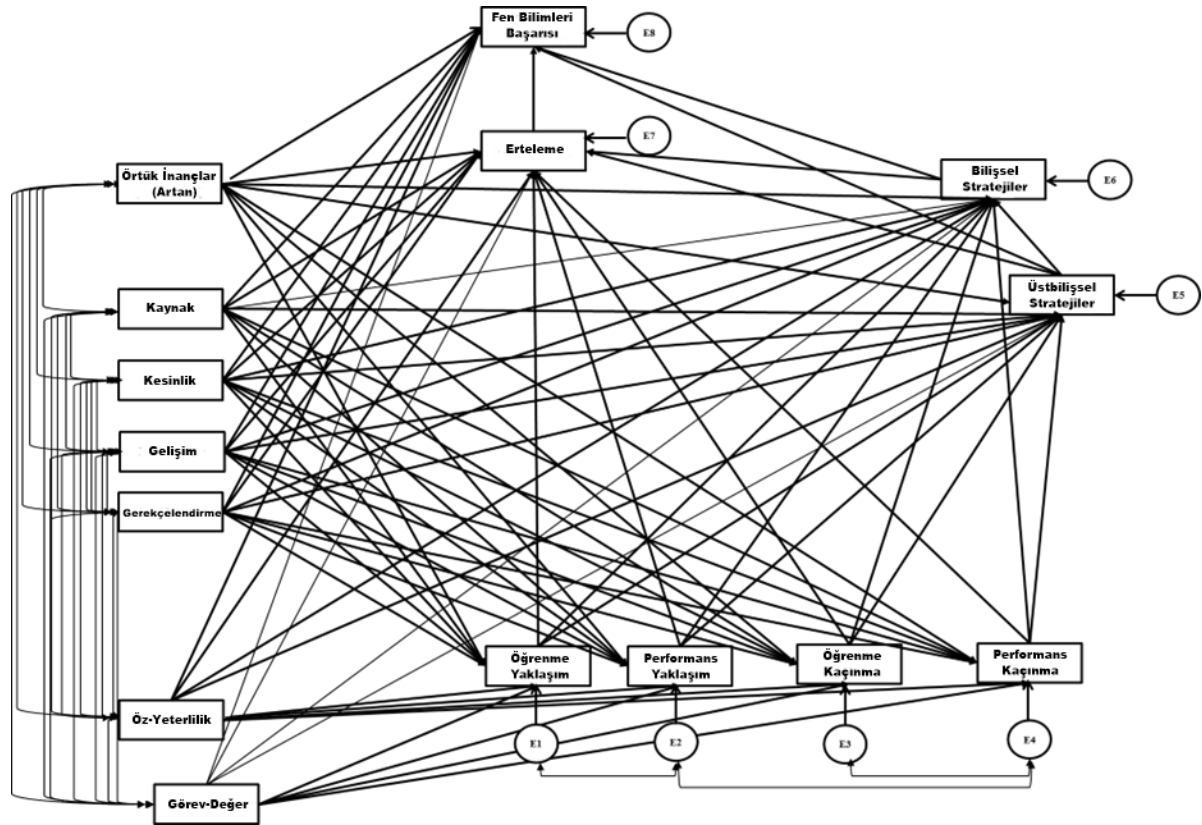 Fen Bilimleri
Başarısı
E8
Erteleme
E7
Örtük İnançlar
(Artan)
Bilişsel
Stratejiler
E6
Kaynak
Üstbilişsel
Stratejiler
E5
Kesinlik
Gelişim
Gerekçelendirme
Öğrenme
Yaklaşım
Performans
Yaklaşım
Öğrenme
Kaçınma
Performans
Kaçınma
Öz-Yeterlilik
E1
E2
E3
E4
Görev-Değer